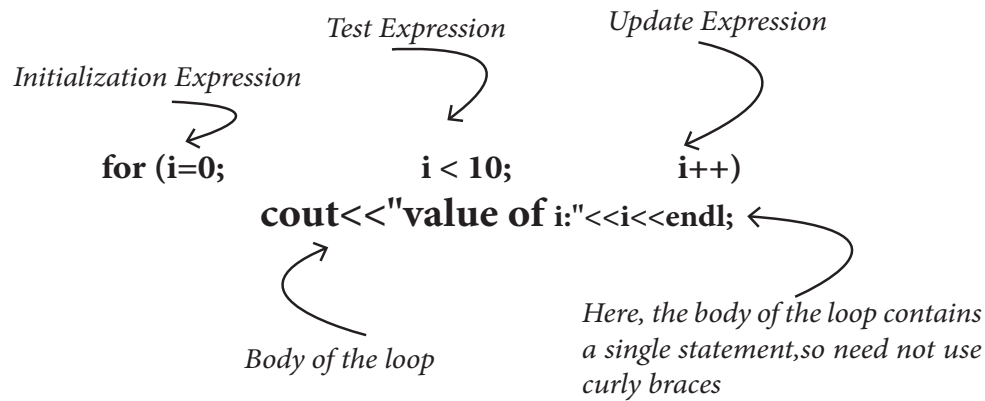 Test Expression
Update Expression
Initialization Expression
for (i=0; i < 10; i++)
cout<<"value of i:"<<i<<endl;
Body of the loop
Here, the body of the loop contains
a single statement,so need not use
curly braces